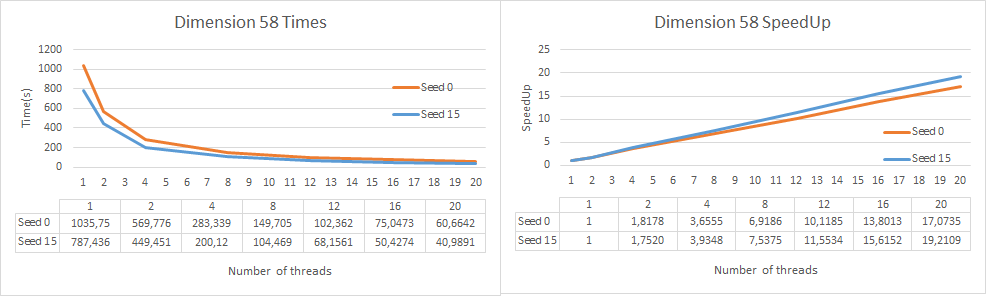 Dimension 58 Times
1200
1000
800
600
400
200
0
Time(s)
Seed 0
Seed 15
1 2 3 4 5 6 7 8 9 10 11 12 13 14 15 16 17 18 19 20
1 2 4 8 12 16 20
Seed 0 1035,75 569,776 283,339 149,705 102,362 75,0473 60,6642
Seed 15 787,436 449,451 200,12 104,469 68,1561 50,4274 40,9891
Number of threads
Dimension 58 SpeedUp
25
20
15
10
5
0
SpeedUp
Seed 0
Seed 15
1 2 3 4 5 6 7 8 9 10 11 12 13 14 15 16 17 18 19 20
1 2 4 8 12 16 20
Seed 0 1 1,8178 3,6555 6,9186 10,1185 13,8013 17,0735
Seed 15 1 1,7520 3,9348 7,5375 11,5534 15,6152 19,2109
Number of threads